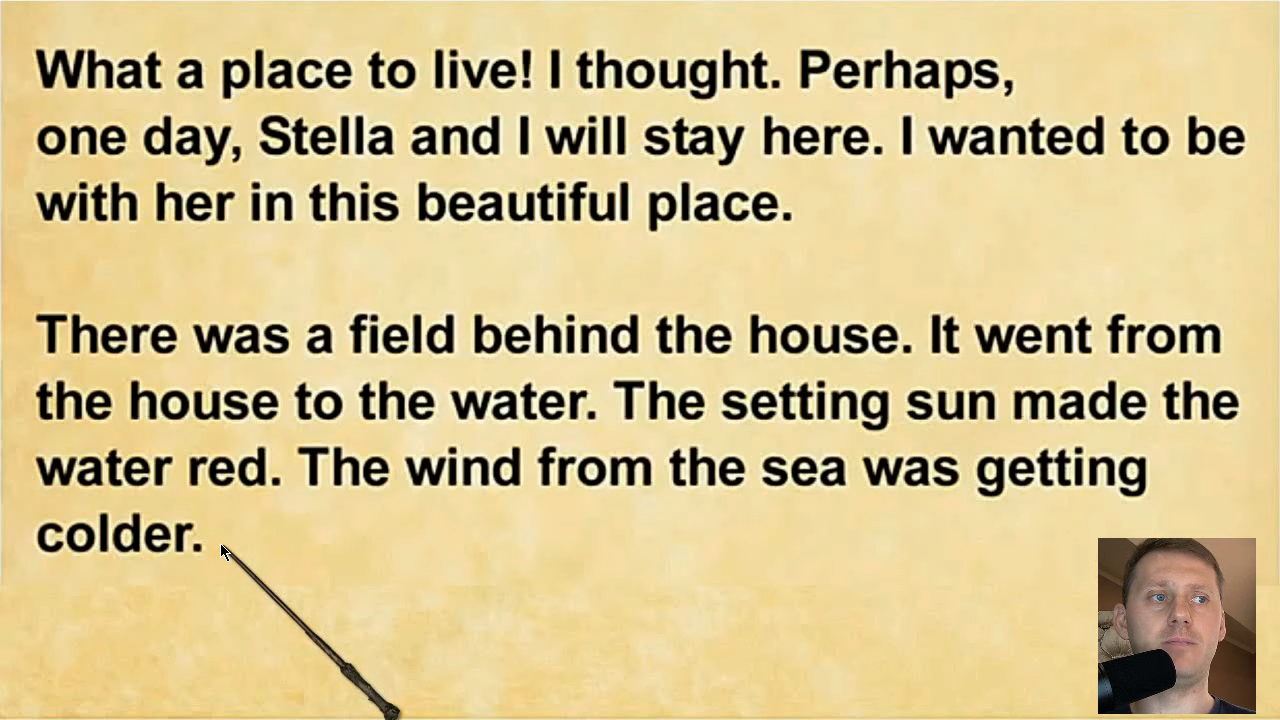 What a place to live! I thought. Perhaps,
one day, Stella and I will stay here. I wanted to be
with her in this beautiful place.
There was a field behind the house. It went from
the house to the water. The setting sun made the
water red. The wind from the sea was getting
colder.